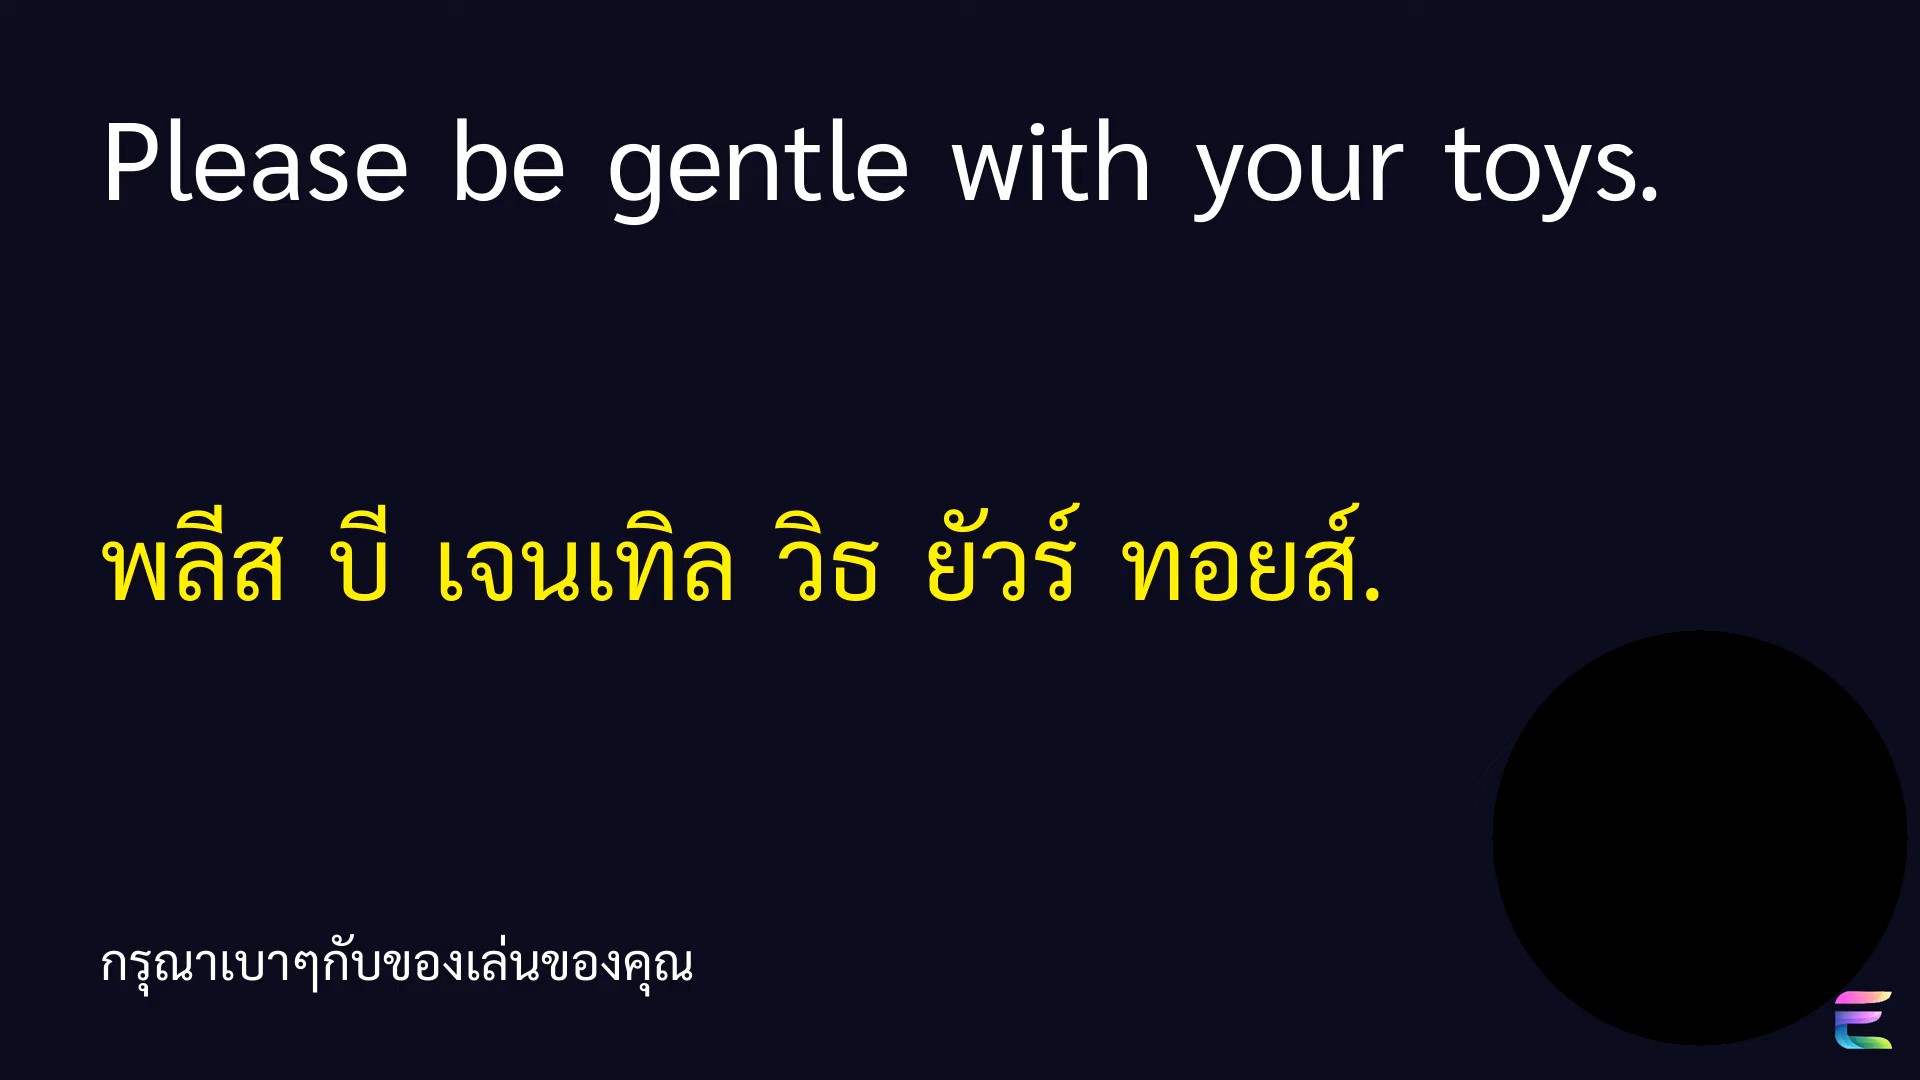 Please be gentle with your toys.
พลีส บี เจนเทิล วิธ ยัวร์ ทอยส์.
กรุณาเบาๆกับของเล่นของคุณ